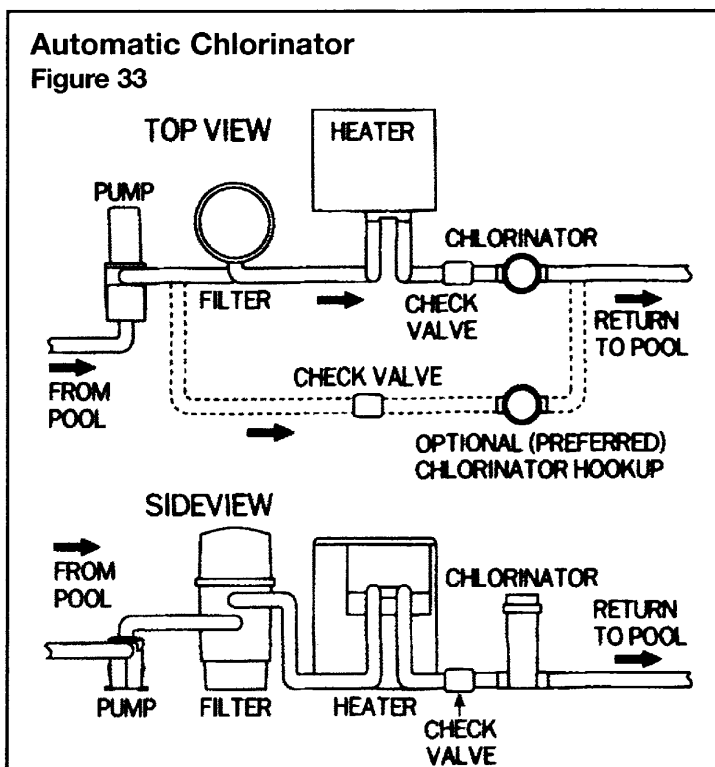 Automatic Chlorinator
Figure 33
TOP VIEW
HEATER
PUMP
CHLORINATOR
FILTER
CHECK
VALVE
RETURN
TO POOL
FROM
POOL
CHECK VALVE
OPTIONAL (PREFERRED)
CHLORINATOR HOOKUP
SIDEVIEW
FROM
POOL
CHLORINATOR
RETURN
TO POOL
PUMP
FILTER
HEATER
CHECK
VALVE